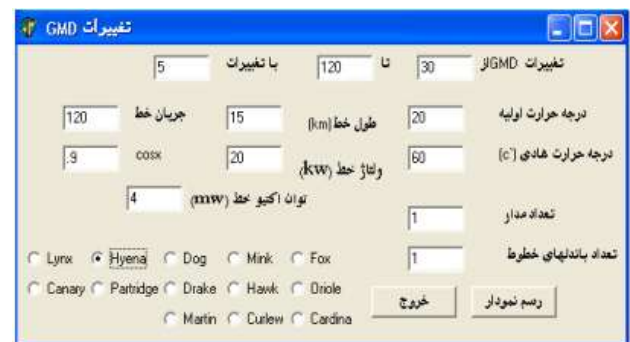 تغییرات GMD
تغییرات GMDاز 30 تا 120 با تغییرات 5
درجه حرارت اولیه 20 طول خط (km) 15 جریان خط 120
درجه حرارت هادی (c˚) 60 ولتاژ خط (KW) 20 cosx .9
توان اکتیو خط (mw) 4
تعداد مدار 1
تعداد باندلهای خطوط 1
Lynx Hyena Dog Mink Fox
Canary Partridge Drake Hawk Oriole
Martin Curlew Cardina
خروج رسم نمودار